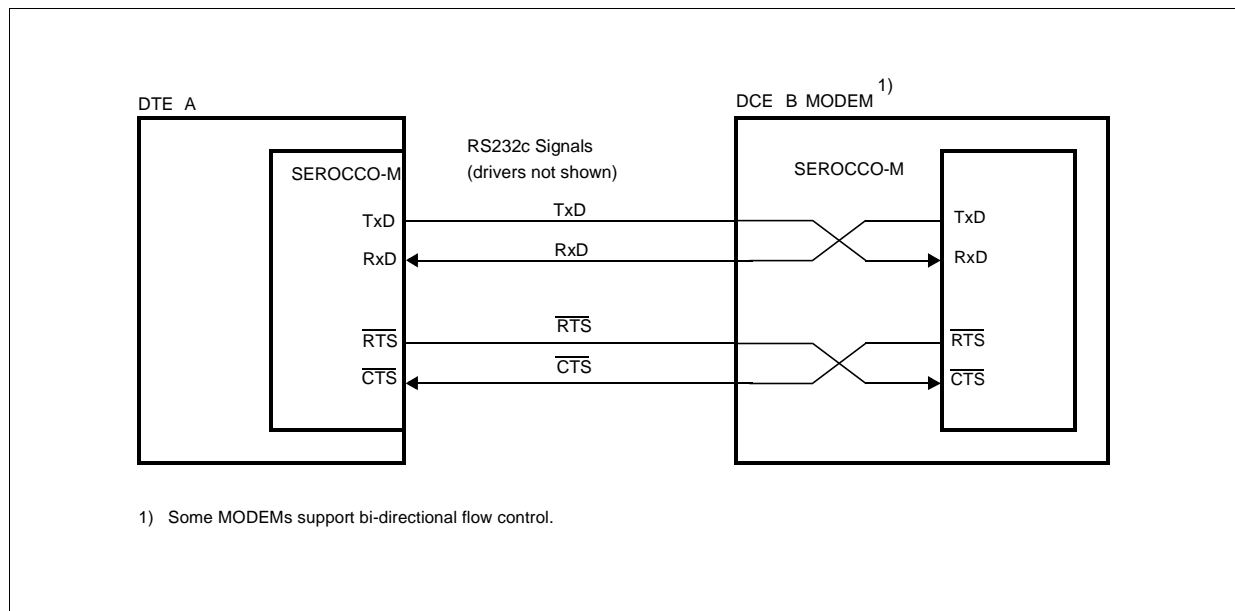 DTE A
DCE B MODEM 1)
RS232c Signals
(drivers not shown)
SEROCCO-M
SEROCCO-M
TxD
TxD
TxD
RxD
RxD
RxD
RTS
RTS
RTS
CTS
CTS
CTS
1) Some MODEMs support bi-directional flow control.